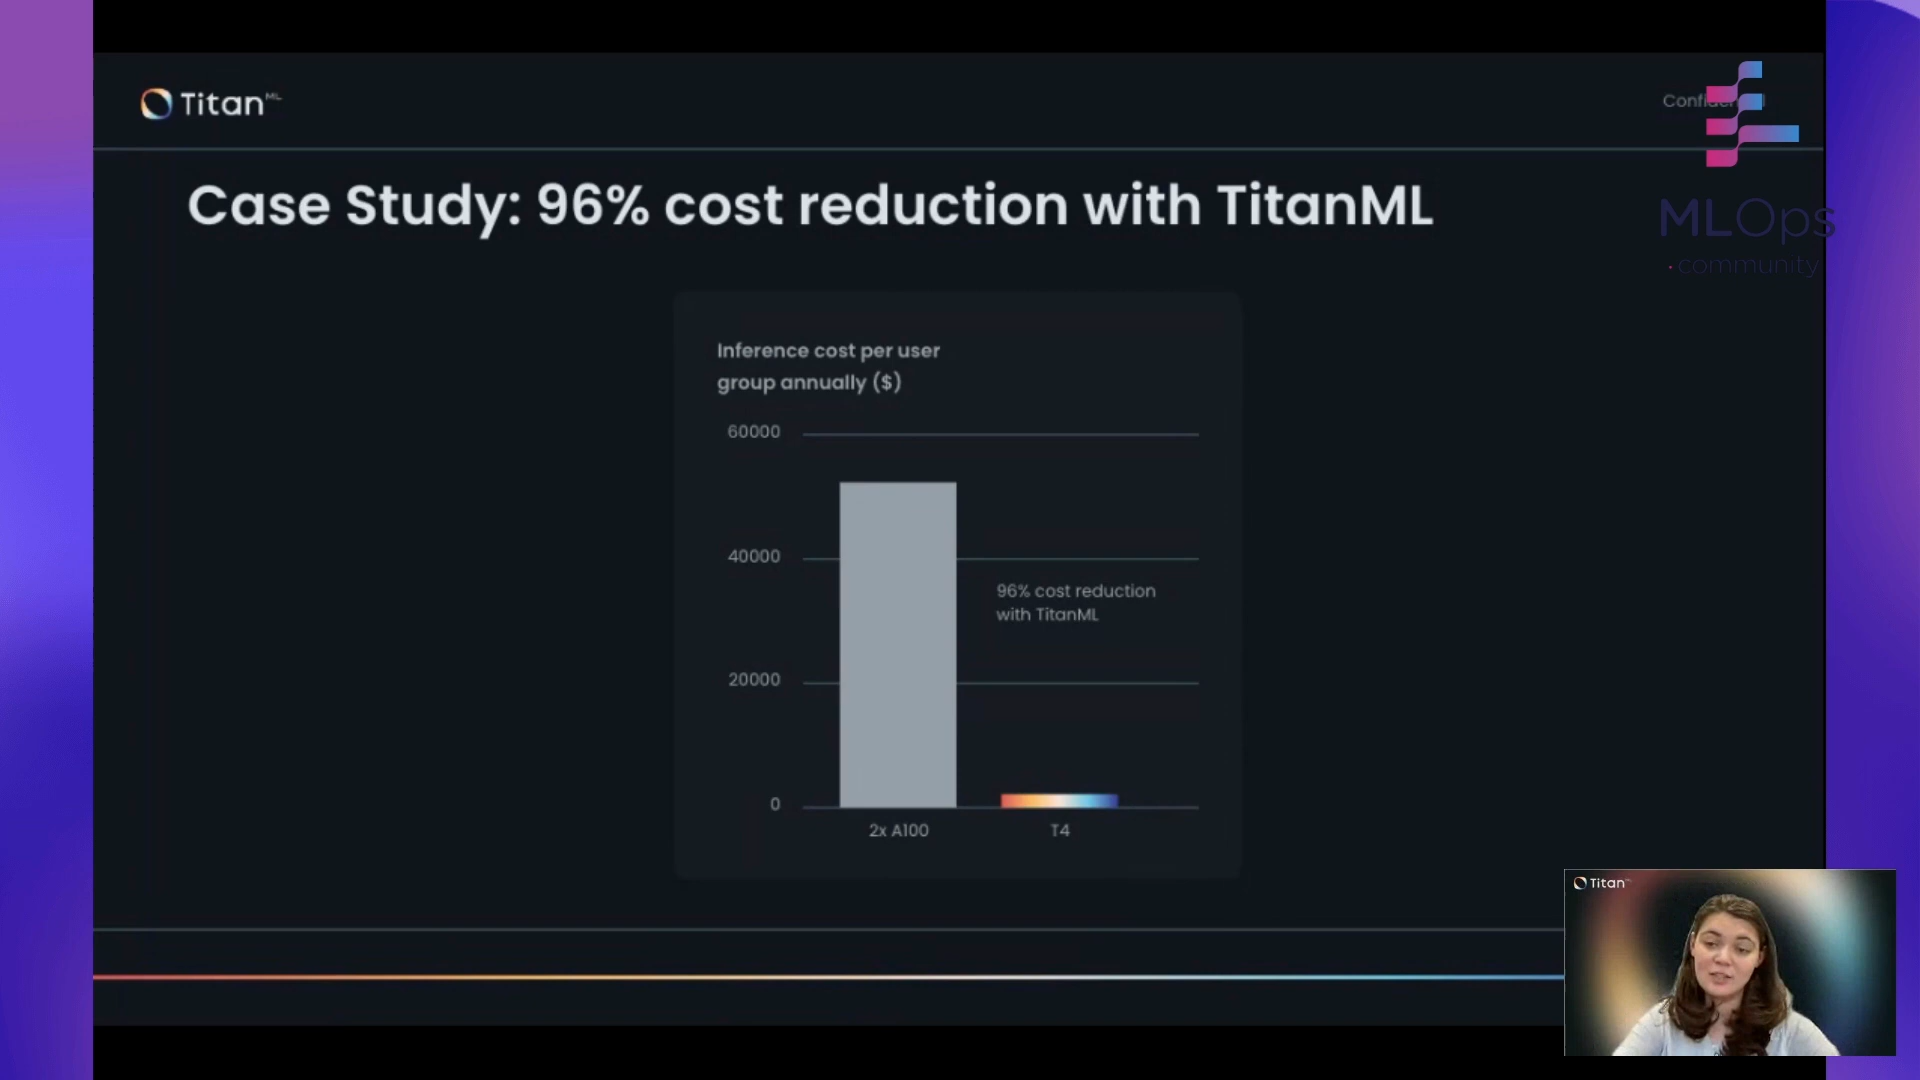 Titan ML
Case Study: 96% cost reduction with TitanML
MLOps
community
Inference cost per user
group annually ($)
60000
40000
96% cost reduction
with TitanML
20000
0
2x A100
T4
Titan